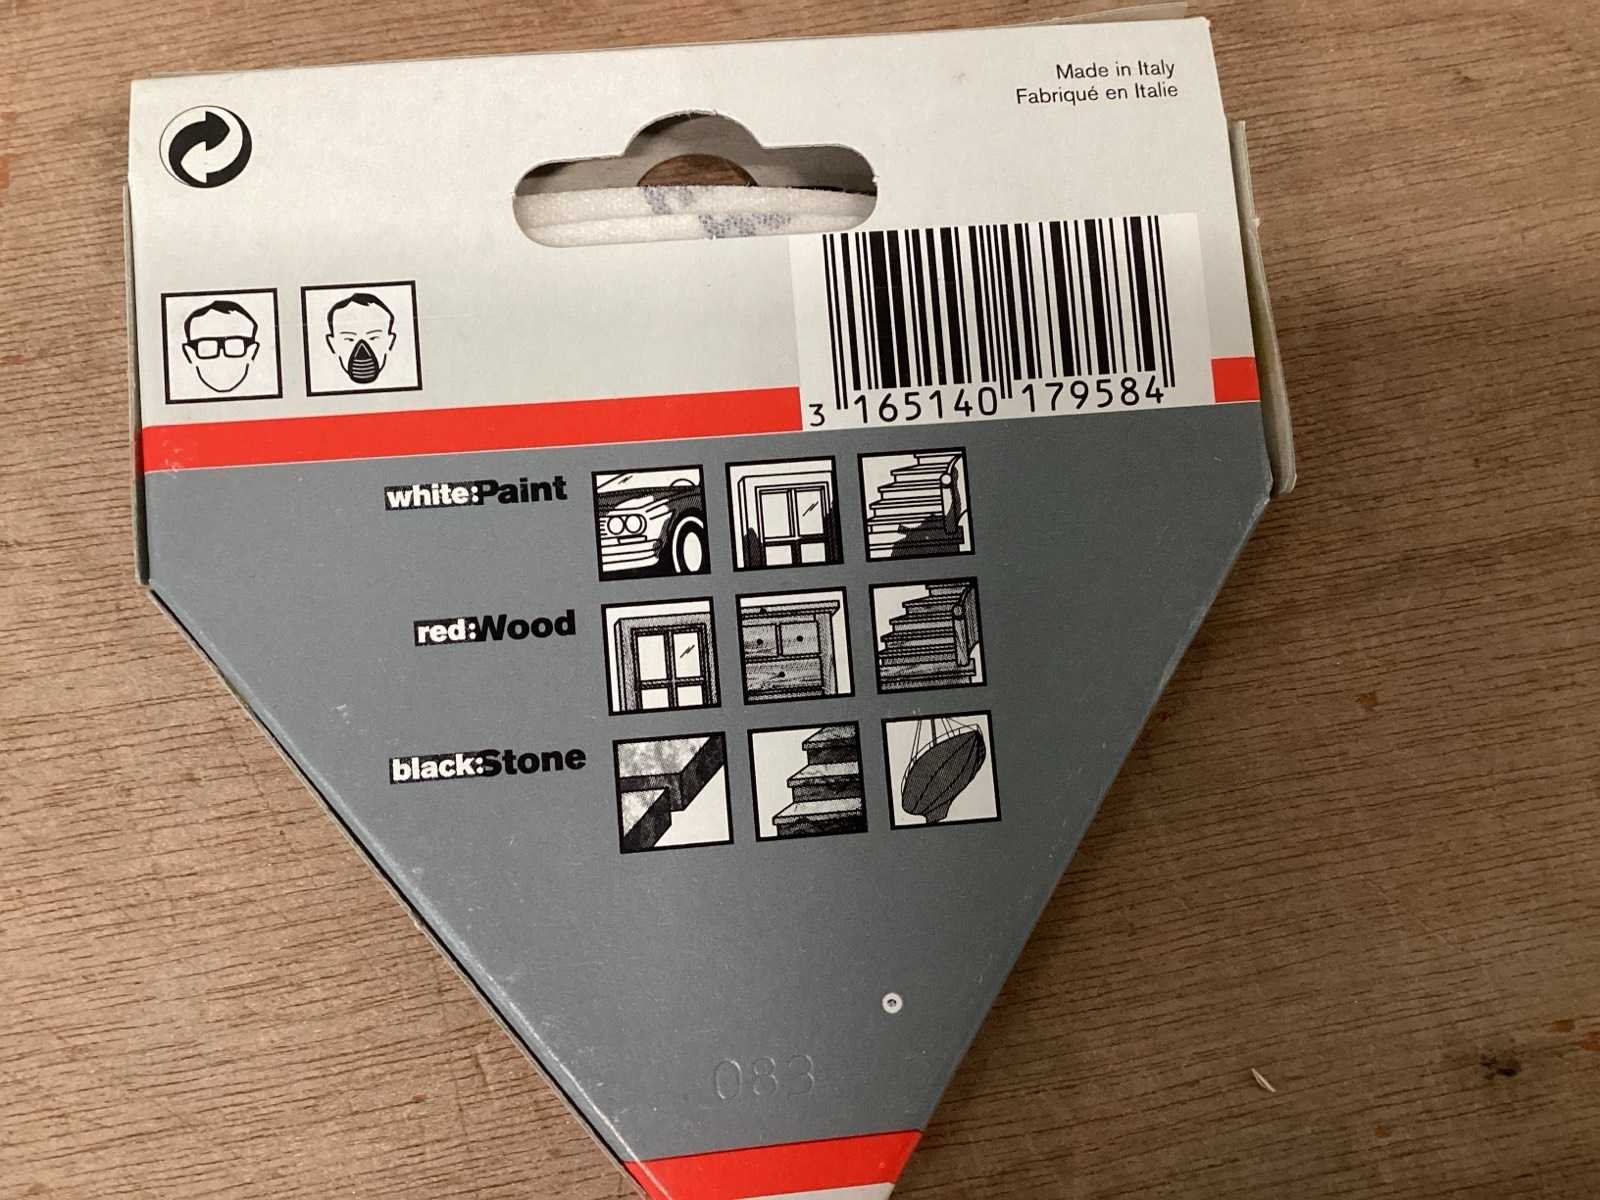 Made in Italy
Fabriqué en Italie
3 165140 179584
white:Paint
red:Wood
black:Stone
083